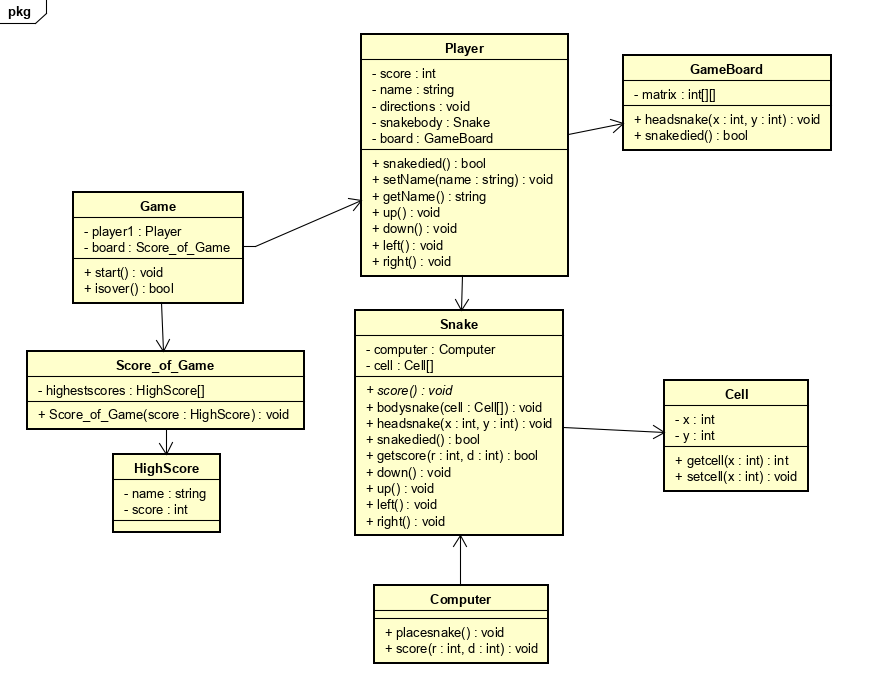 pkg
Player
- score : int
- name : string
- directions : void
- snakebody : Snake
- board : GameBoard
+ snakedied() : bool
+ setName(name : string) : void
+ getName() : string
+ up() : void
+ down() : void
+ left() : void
+ right() : void
GameBoard
- matrix : int[][]
+ headsnake(x : int, y : int) : void
+ snakedied() : bool
Game
- player1 : Player
- board : Score_of_Game
+ start() : void
+ isover() : bool
Score_of_Game
- highestscores : HighScore[]
+ Score_of_Game(score : HighScore) : void
HighScore
- name : string
- score : int
Snake
- computer : Computer
- cell : Cell[]
+ score() : void
+ bodysnake(cell : Cell[]) : void
+ headsnake(x : int, y : int) : void
+ snakedied() : bool
+ getscore(r : int, d : int) : bool
+ down() : void
+ up() : void
+ left() : void
+ right() : void
Cell
- x : int
- y : int
+ getcell(x : int) : int
+ setcell(x : int) : void
Computer
+ placesnake() : void
+ score(r : int, d : int) : void